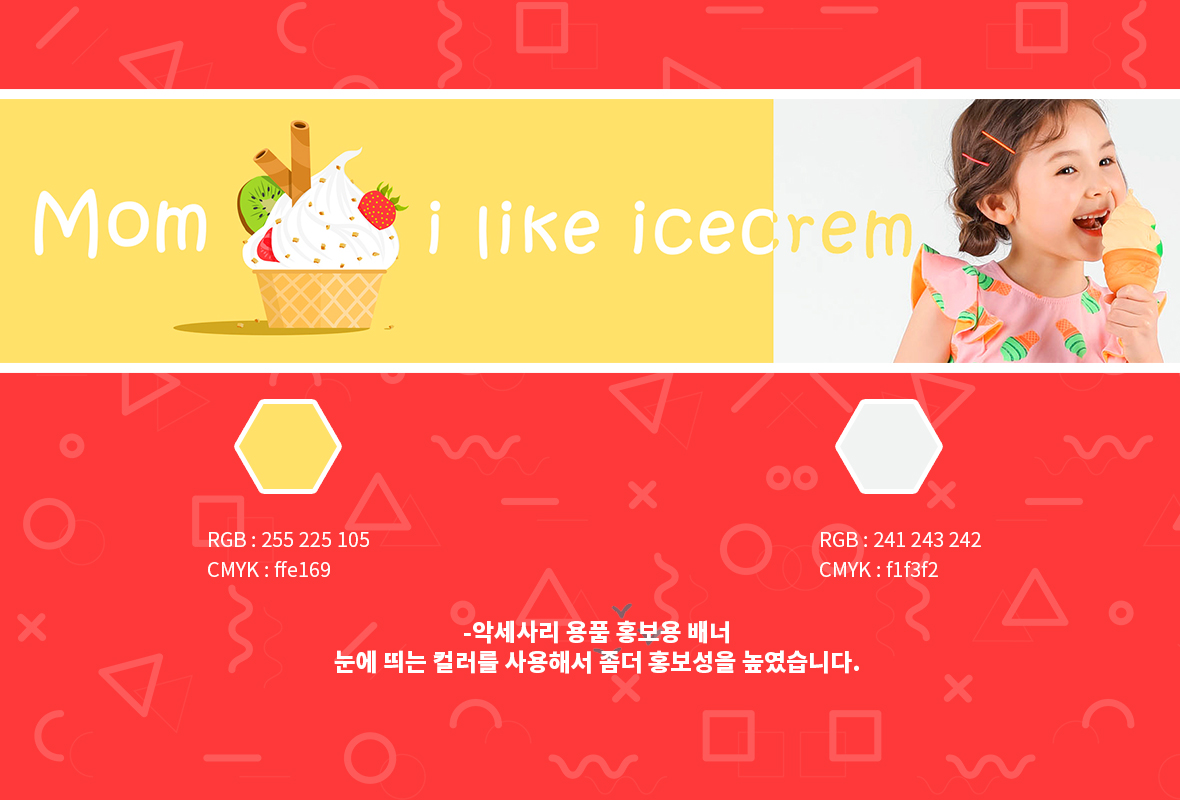 Mom i like icecrem
RGB : 255 225 105
CMYK : ffe169
RGB : 241 243 242
CMYK : f1f3f2
-악세사리 용품 홍보용 배너
눈에 띄는 컬러를 사용해서 좀더 홍보성을 높였습니다.